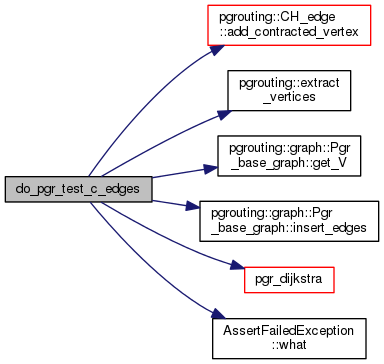 pgrouting::CH_edge
::add_contracted_vertex
pgrouting::extract
_vertices
pgrouting::graph::Pgr
_base_graph::get_V
do_pgr_test_c_edges
pgrouting::graph::Pgr
_base_graph::insert_edges
pgr_dijkstra
AssertFailedException
::what